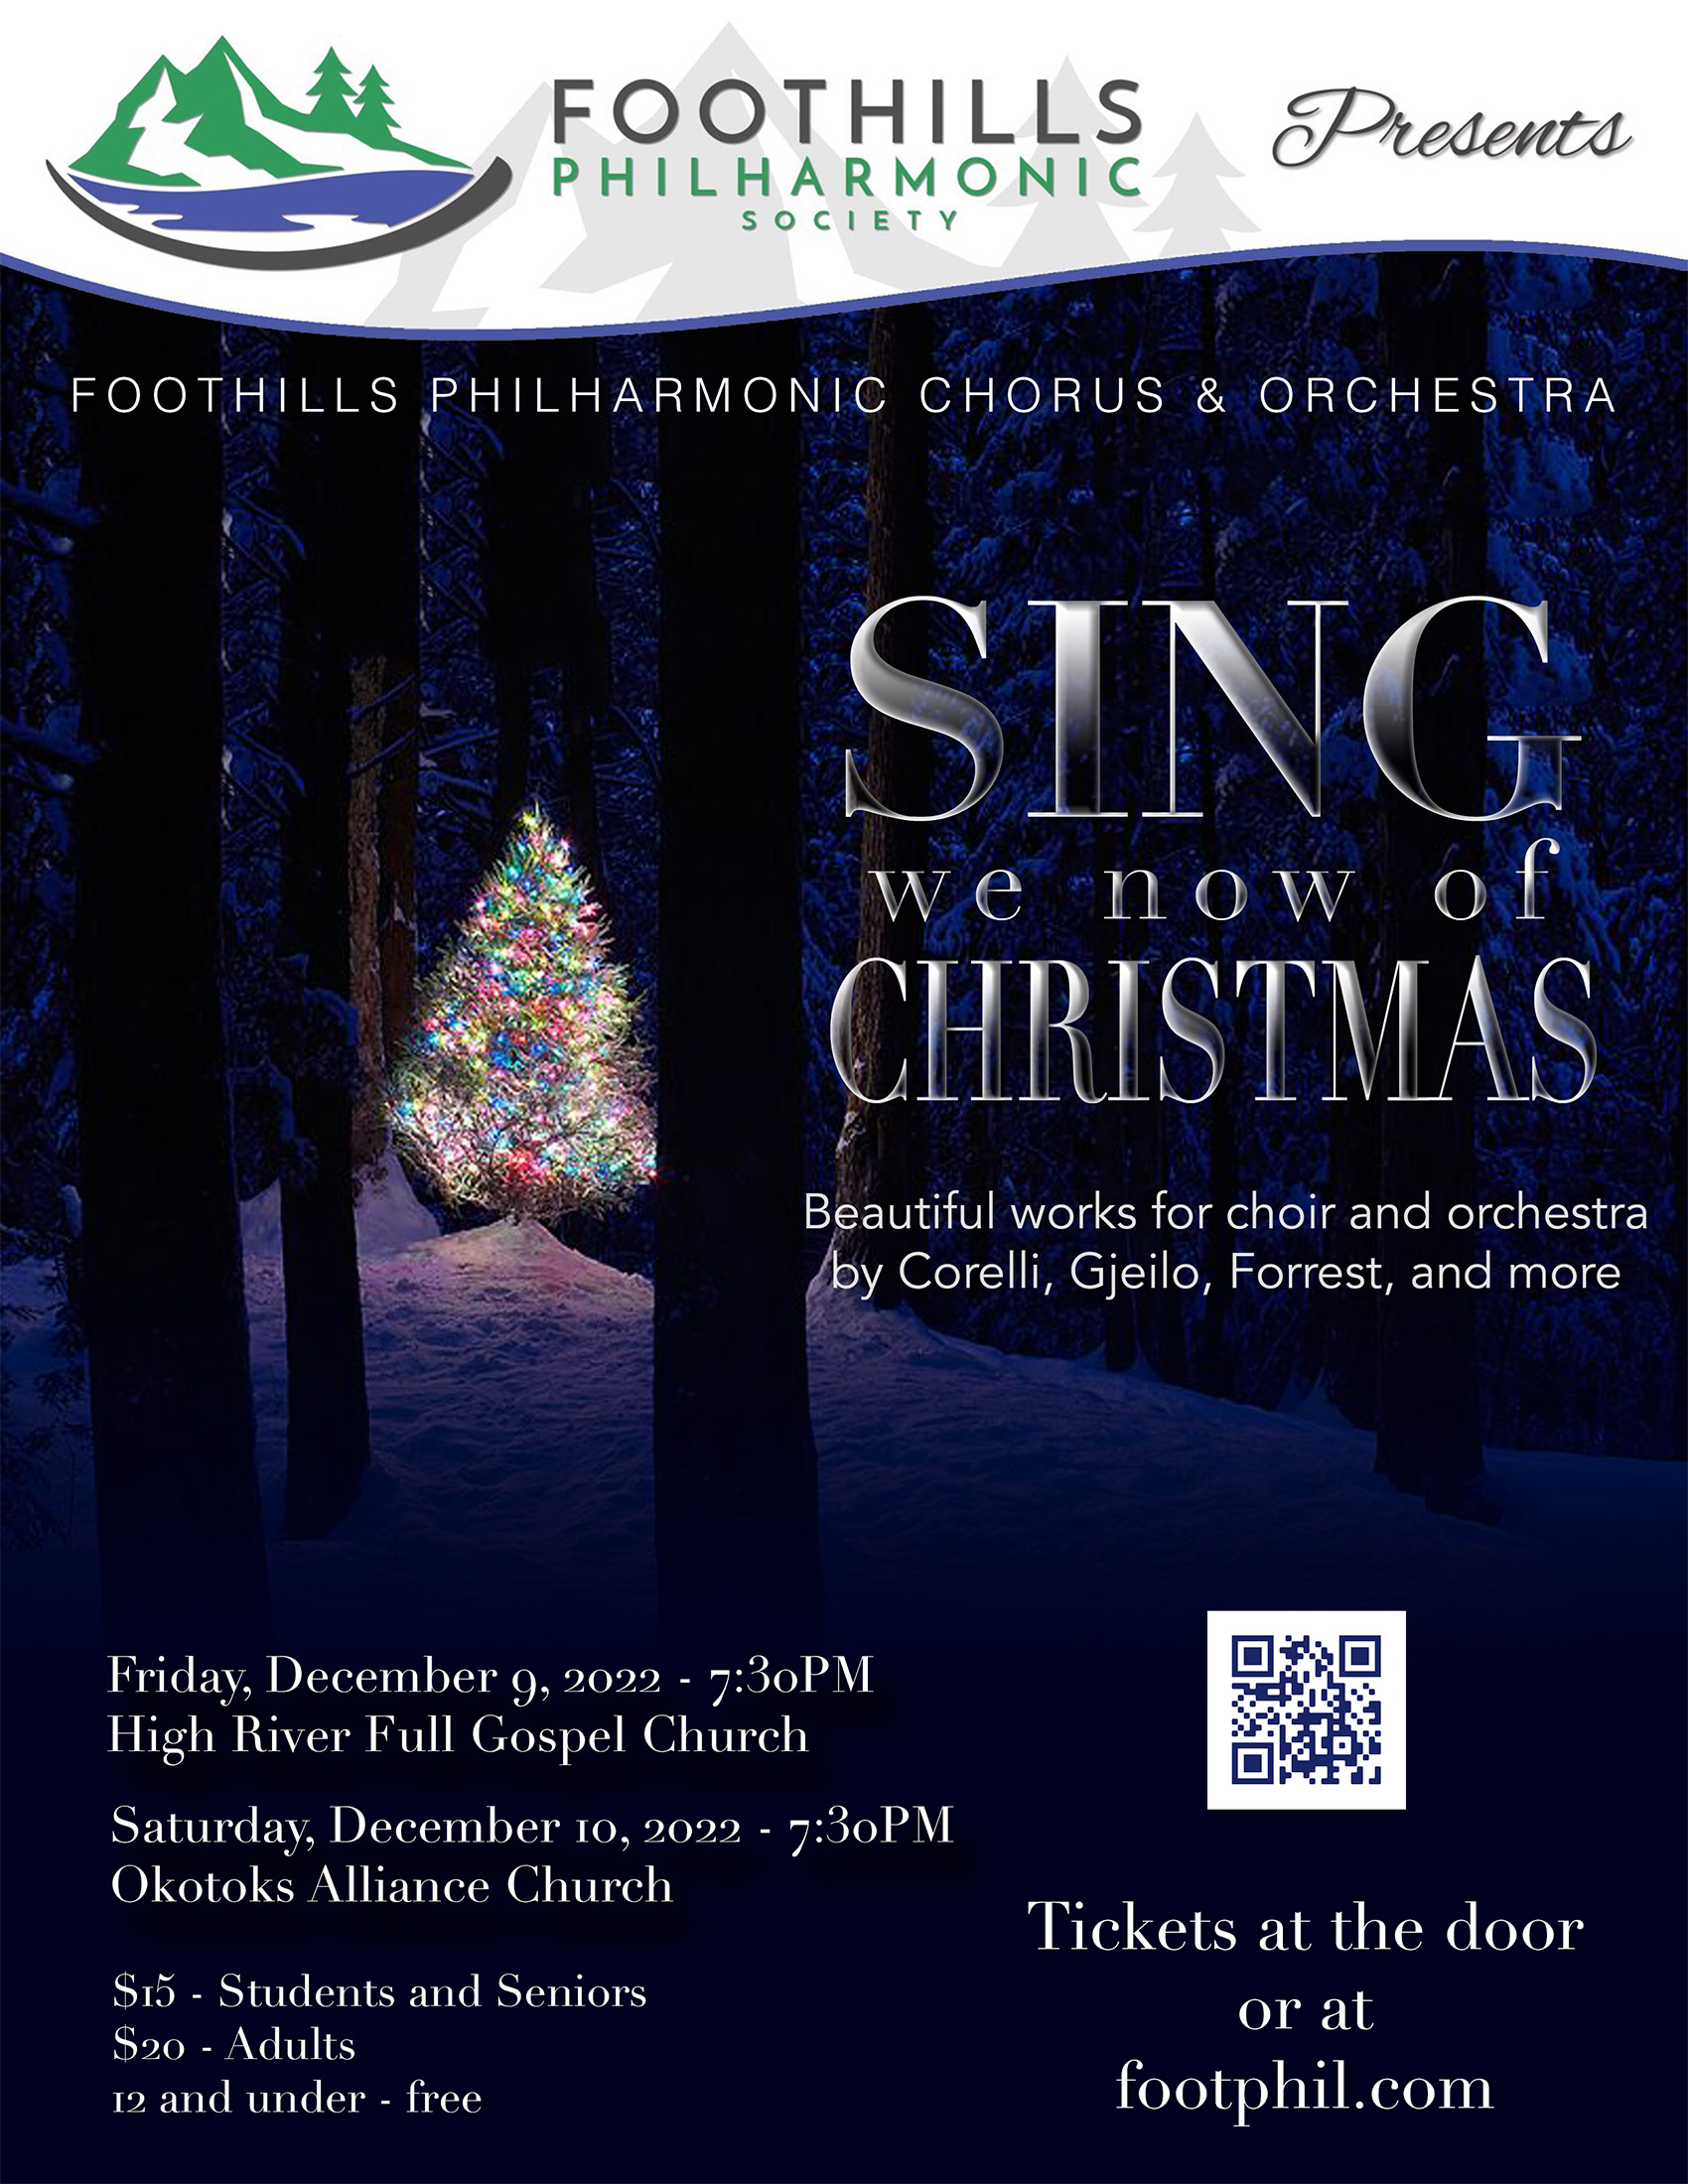 FOOTHILLS
PHILHARMONIC
SOCIETY
Presents
FOOTHILLS PHILHARMONIC CHORUS & ORCHESTRA
SING
we now of
CHRISTMAS
Beautiful works for choir and orchestra
by Corelli, Gjeilo, Forrest, and more
Friday, December 9, 2022 - 7:30PM
High River Full Gospel Church
Saturday, December 10, 2022 - 7:30PM
Okotoks Alliance Church
$15 - Students and Seniors
$20 - Adults
12 and under - free
Tickets at the door
or at
footphil.com